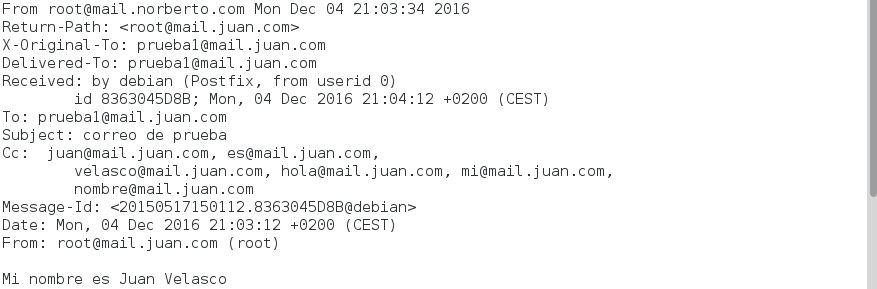 From root@mail.norberto.com Mon Dec 04 21:03:34 2016
Return-Path: <root@mail.juan.com>
X-Original-To: prueba1@mail.juan.com
Delivered-To: prueba1@mail.juan.com
Received: by debian (Postfix, from userid 0)
        id 8363045D8B; Mon, 04 Dec 2016 21:04:12 +0200 (CEST)
To: prueba1@mail.juan.com
Subject: correo de prueba
Cc:  juan@mail.juan.com, es@mail.juan.com,
        velasco@mail.juan.com, hola@mail.juan.com, mi@mail.juan.com,
        nombre@mail.juan.com
Message-Id: <20150517150112.8363045D8B@debian>
Date: Mon, 04 Dec 2016 21:03:12 +0200 (CEST)
From: root@mail.juan.com (root)

Mi nombre es Juan Velasco